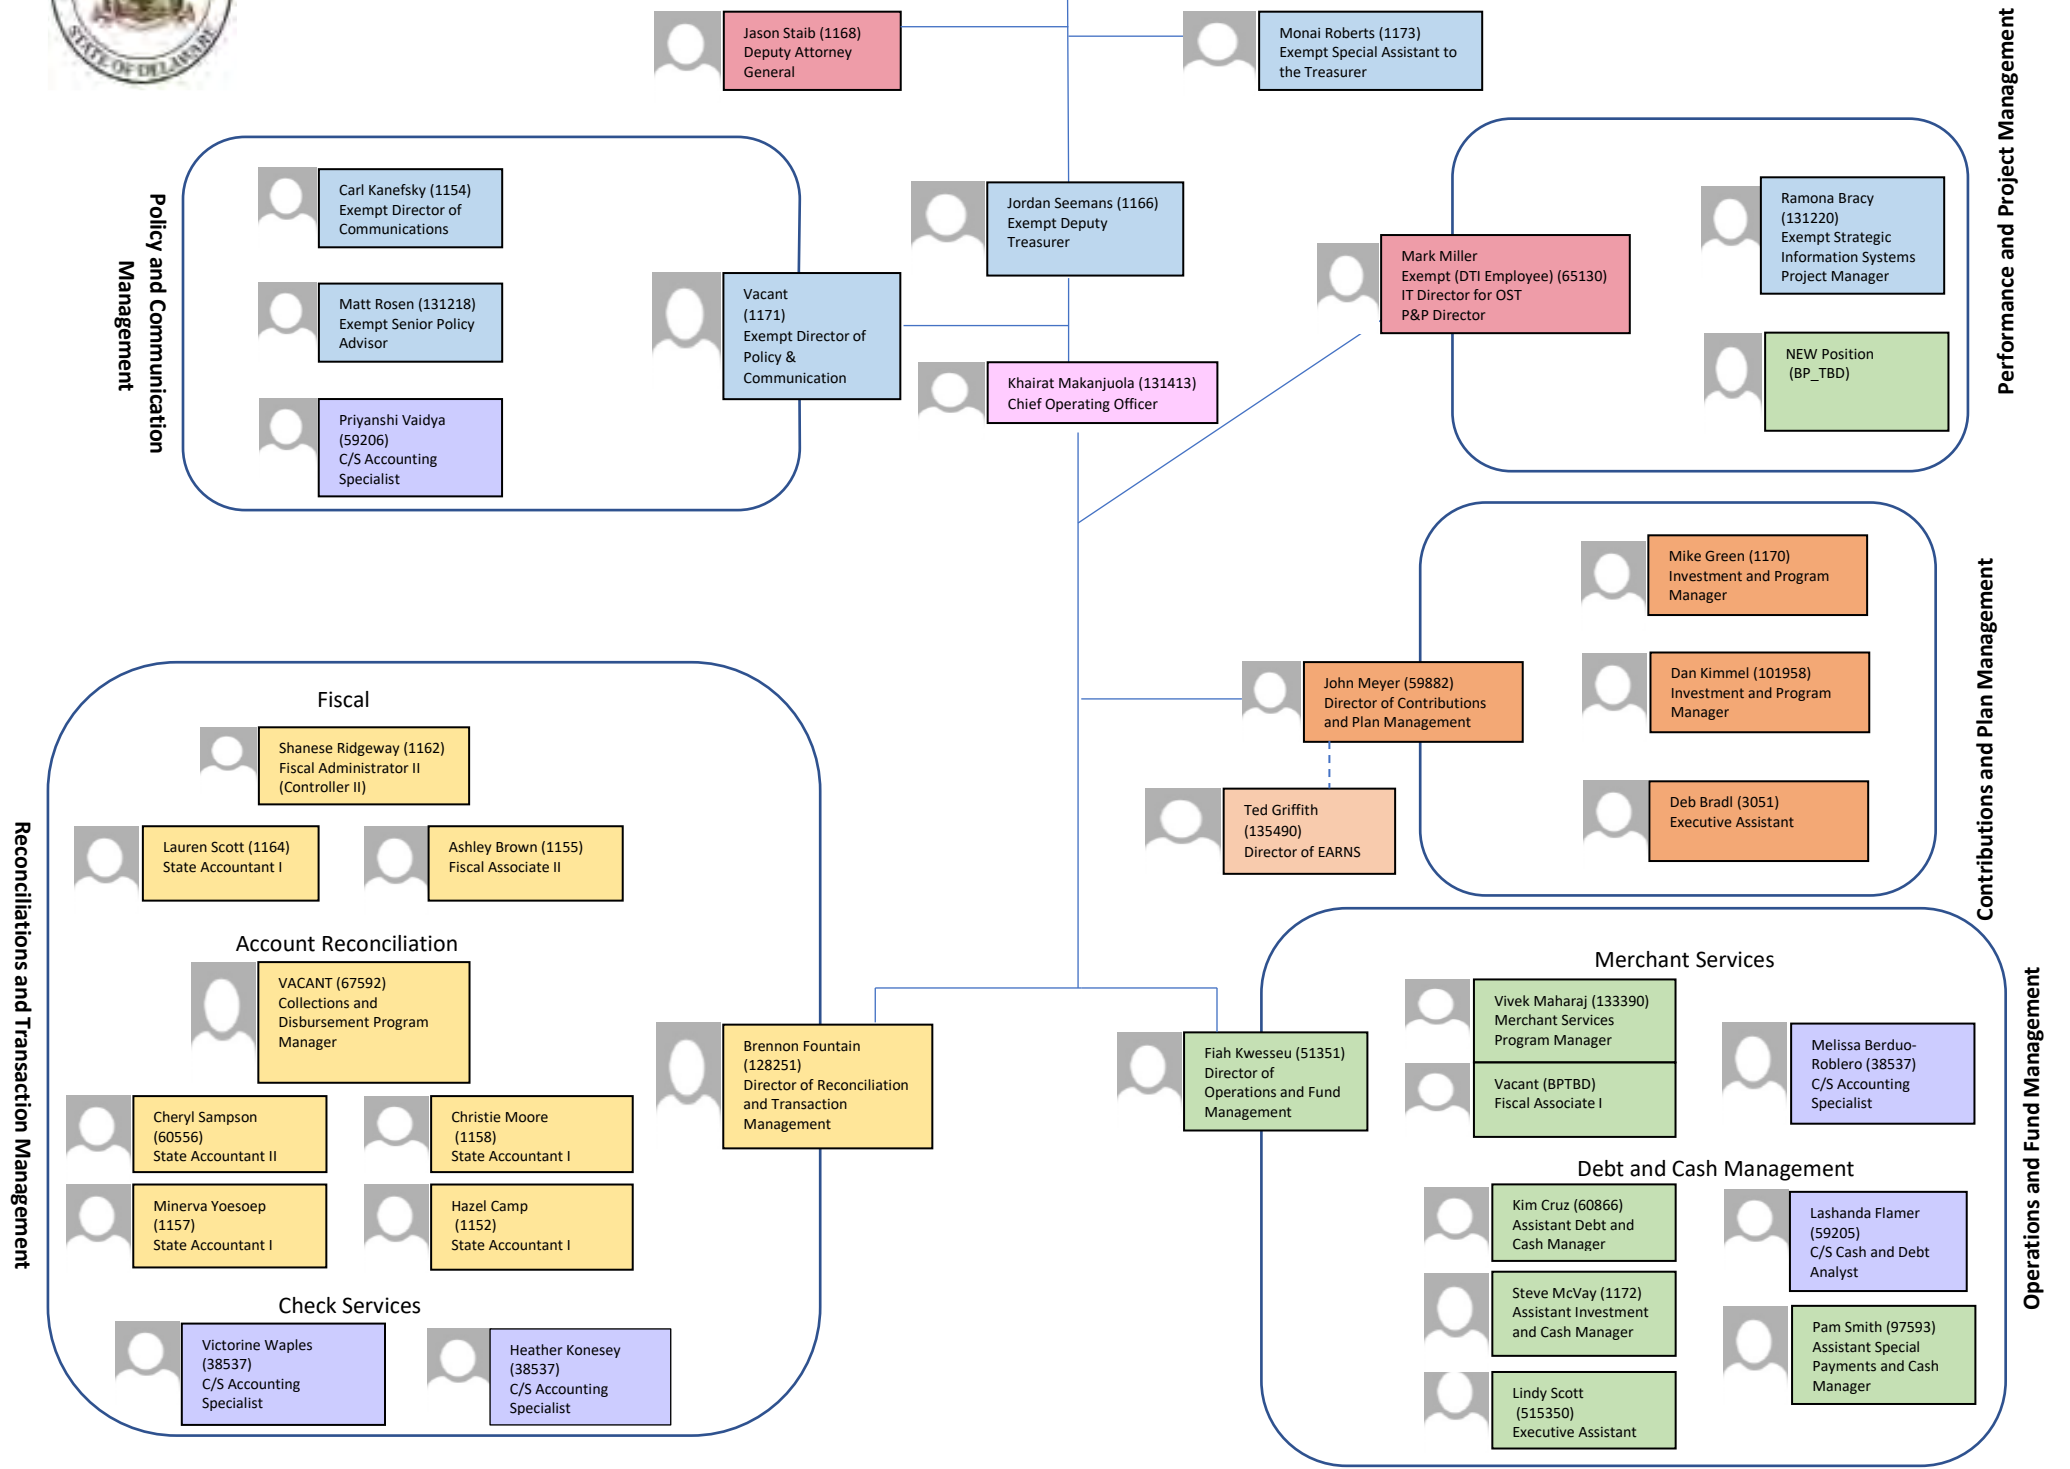 STATE OF DELAWARE
Jason Staib (1168)
Deputy Attorney
General
Monai Roberts (1173)
Exempt Special Assistant to
the Treasurer
Policy and Communication
Management
Carl Kanefsky (1154)
Exempt Director of
Communications
Matt Rosen (131218)
Exempt Senior Policy
Advisor
Priyanshi Vaidya
(59206)
C/S Accounting
Specialist
Vacant
(1171)
Exempt Director of
Policy &
Communication
Jordan Seemans (1166)
Exempt Deputy
Treasurer
Khairat Makanjuola (131413)
Chief Operating Officer
Performance and Project Management
Mark Miller
Exempt (DTI Employee) (65130)
IT Director for OST
P&P Director
Ramona Bracy
(131220)
Exempt Strategic
Information Systems
Project Manager
NEW Position
(BP_TBD)
Contributions and Plan Management
Mike Green (1170)
Investment and Program
Manager
John Meyer (59882)
Director of Contributions
and Plan Management
Dan Kimmel (101958)
Investment and Program
Manager
Ted Griffith
(135490)
Director of EARNS
Deb Bradl (3051)
Executive Assistant
Reconciliations and Transaction Management
Fiscal
Shanese Ridgeway (1162)
Fiscal Administrator II
(Controller II)
Lauren Scott (1164)
State Accountant I
Ashley Brown (1155)
Fiscal Associate II
Account Reconciliation
VACANT (67592)
Collections and
Disbursement Program
Manager
Brennon Fountain
(128251)
Director of Reconciliation
and Transaction
Management
Cheryl Sampson
(60556)
State Accountant II
Christie Moore
(1158)
State Accountant I
Minerva Yoesoep
(1157)
State Accountant I
Hazel Camp
(1152)
State Accountant I
Check Services
Victorine Waples
(38537)
C/S Accounting
Specialist
Heather Konesey
(38537)
C/S Accounting
Specialist
Operations and Fund Management
Fiah Kwesseu (51351)
Director of
Operations and Fund
Management
Merchant Services
Vivek Maharaj (133390)
Merchant Services
Program Manager
Vacant (BPTBD)
Fiscal Associate I
Melissa Berduo-
Roblero (38537)
C/S Accounting
Specialist
Debt and Cash Management
Kim Cruz (60866)
Assistant Debt and
Cash Manager
Lashanda Flamer
(59205)
C/S Cash and Debt
Analyst
Steve McVay (1172)
Assistant Investment
and Cash Manager
Pam Smith (97593)
Assistant Special
Payments and Cash
Manager
Lindy Scott
(515350)
Executive Assistant